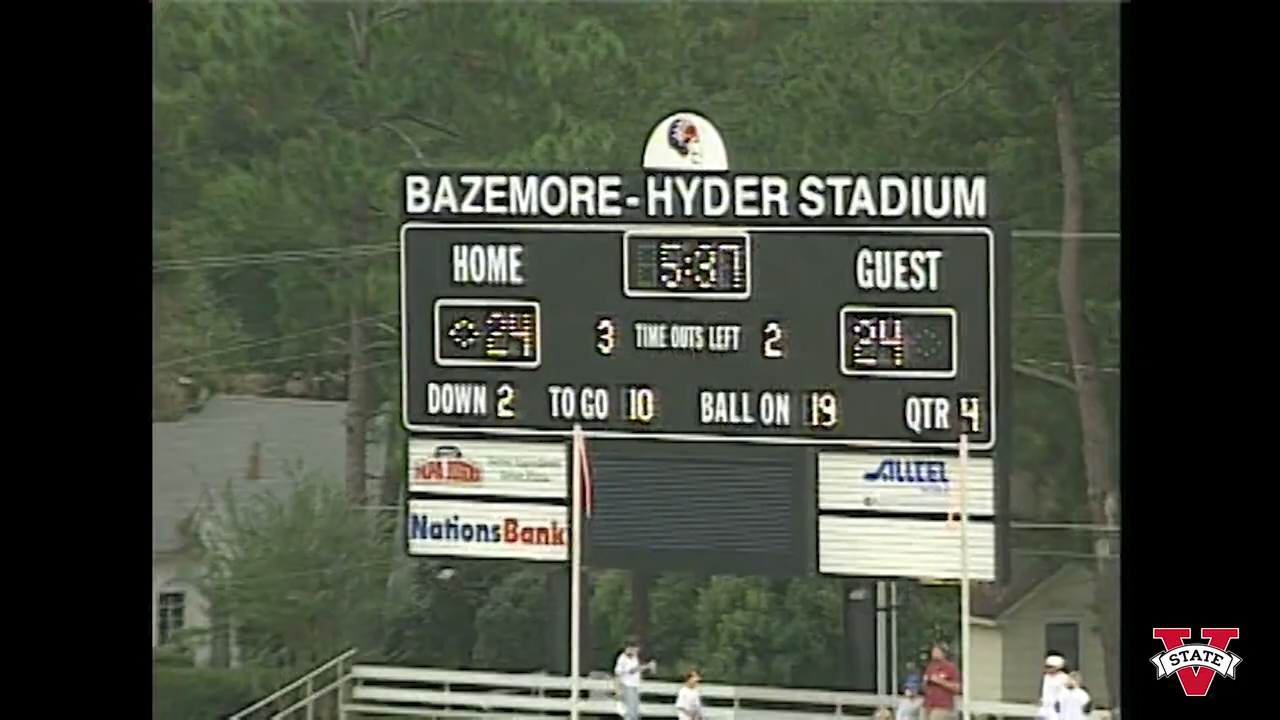 BAZEMORE-HYDER STADIUM
HOME 5:37 GUEST
24 3 TIME OUTS LEFT 2 24
DOWN 2 TO GO 10 BALL ON 19 QTR 4
ALLTEL
NationsBank
V STATE